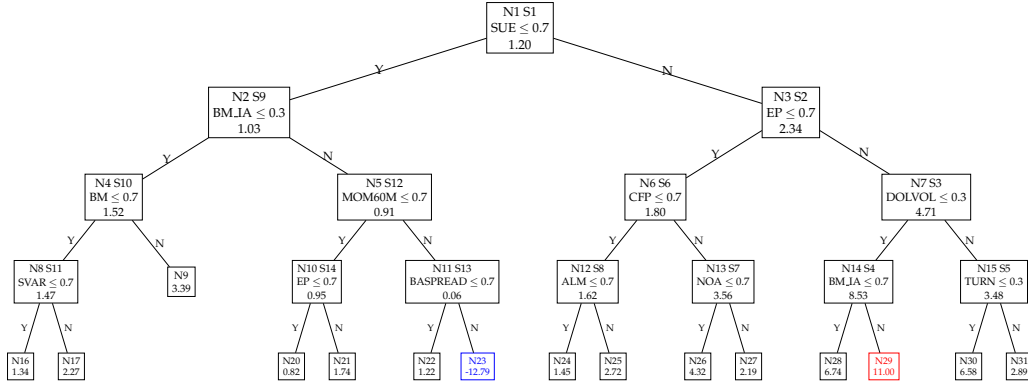 N1 S1
SUE ≤ 0.7
1.20
Y
N
N2 S9
BM_IA ≤ 0.3
1.03
N3 S2
EP ≤ 0.7
2.34
Y
N
Y
N
N4 S10
BM ≤ 0.7
1.52
N5 S12
MOM60M ≤ 0.7
0.91
N6 S6
CFP ≤ 0.7
1.80
N7 S3
DOLVOL ≤ 0.3
4.71
Y
N
Y
N
Y
N
Y
N
N8 S11
SVAR ≤ 0.7
1.47
N9
3.39
N10 S14
EP ≤ 0.7
0.95
N11 S13
BASPREAD ≤ 0.7
0.06
N12 S8
ALM ≤ 0.7
1.62
N13 S7
NOA ≤ 0.7
3.56
N14 S4
BM_IA ≤ 0.7
8.53
N15 S5
TURN ≤ 0.3
3.48
Y
N
Y
N
Y
N
Y
N
Y
N
Y
N
Y
N
N16
1.34
N17
2.27
N20
0.82
N21
1.74
N22
1.22
N23
-12.79
N24
1.45
N25
2.72
N26
4.32
N27
2.19
N28
6.74
N29
11.00
N30
6.58
N31
2.89